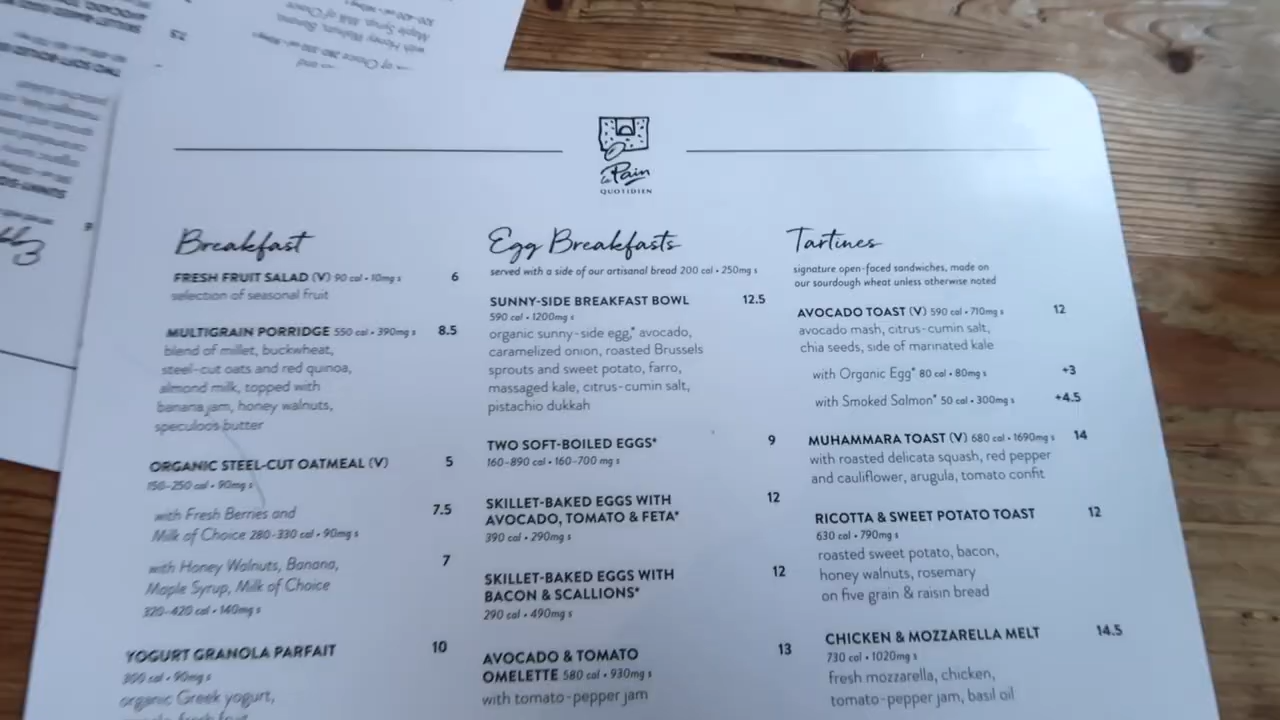 Le Pain
QUOTIDIEN
Breakfast
FRESH FRUIT SALAD (V) 90 cal • 10mg s 6
selection of seasonal fruit
MULTIGRAIN PORRIDGE 550 cal • 390mg s 8.5
blend of millet, buckwheat,
steel-cut oats and red quinoa,
almond milk, topped with
banana jam, honey walnuts,
speculoos butter
ORGANIC STEEL-CUT OATMEAL (V) 5
150-250 cal • 90mg s
with Fresh Berries and 7.5
Milk of Choice 280-330 cal • 90mg s
with Honey Walnuts, Banana, 7
Maple Syrup, Milk of Choice
320-420 cal • 140mg s
YOGURT GRANOLA PARFAIT 10
300 cal • 90mg s
organic Greek yogurt,
Egg Breakfasts
served with a side of our artisanal bread 200 cal • 250mg s
SUNNY-SIDE BREAKFAST BOWL 12.5
590 cal • 1200mg s
organic sunny-side egg,* avocado,
caramelized onion, roasted Brussels
sprouts and sweet potato, farro,
massaged kale, citrus-cumin salt,
pistachio dukkah
TWO SOFT-BOILED EGGS* 9
160-890 cal • 160-700 mg s
SKILLET-BAKED EGGS WITH 12
AVOCADO, TOMATO & FETA*
390 cal • 290mg s
SKILLET-BAKED EGGS WITH 12
BACON & SCALLIONS*
290 cal • 490mg s
AVOCADO & TOMATO 13
OMELETTE 580 cal • 930mg s
with tomato-pepper jam
Tartines
signature open-faced sandwiches, made on
our sourdough wheat unless otherwise noted
AVOCADO TOAST (V) 590 cal • 710mg s 12
avocado mash, citrus-cumin salt,
chia seeds, side of marinated kale
with Organic Egg* 80 cal • 80mg s +3
with Smoked Salmon* 50 cal • 300mg s +4.5
MUHAMMARA TOAST (V) 680 cal • 1690mg s 14
with roasted delicata squash, red pepper
and cauliflower, arugula, tomato confit
RICOTTA & SWEET POTATO TOAST 12
630 cal • 790mg s
roasted sweet potato, bacon,
honey walnuts, rosemary
on five grain & raisin bread
CHICKEN & MOZZARELLA MELT 14.5
730 cal • 1020mg s
fresh mozzarella, chicken,
tomato-pepper jam, basil oil